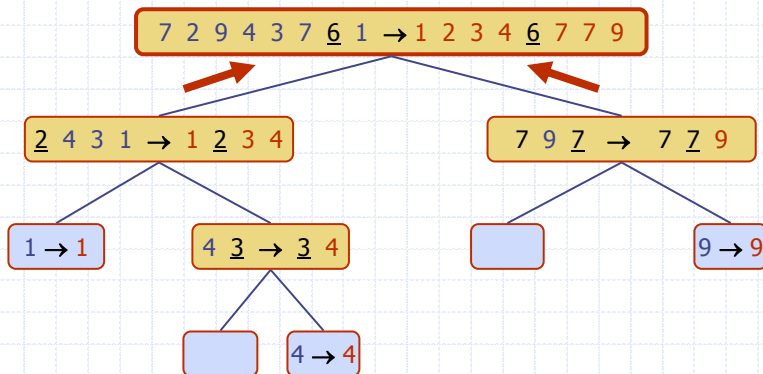 7 2 9 4 3 7 6 1 → 1 2 3 4 6 7 7 9
2 4 3 1 → 1 2 3 4
7 9 7 → 7 7 9
1 → 1
4 3 → 3 4
9 → 9
4 → 4